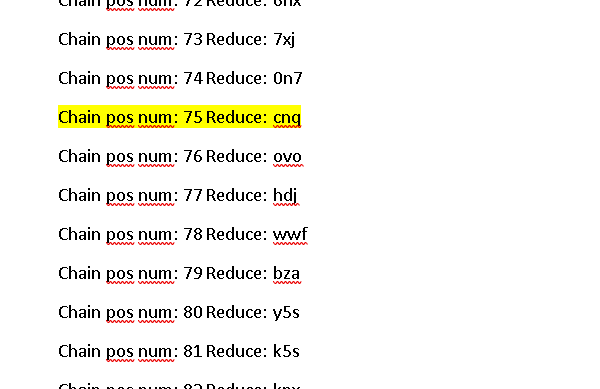 Chain pos num: 72 Reduce: 6nx
Chain pos num: 73 Reduce: 7xj
Chain pos num: 74 Reduce: 0n7
Chain pos num: 75 Reduce: cnq
Chain pos num: 76 Reduce: ovo
Chain pos num: 77 Reduce: hdj
Chain pos num: 78 Reduce: wwf
Chain pos num: 79 Reduce: bza
Chain pos num: 80 Reduce: y5s
Chain pos num: 81 Reduce: k5s
Chain pos num: 82 Reduce: